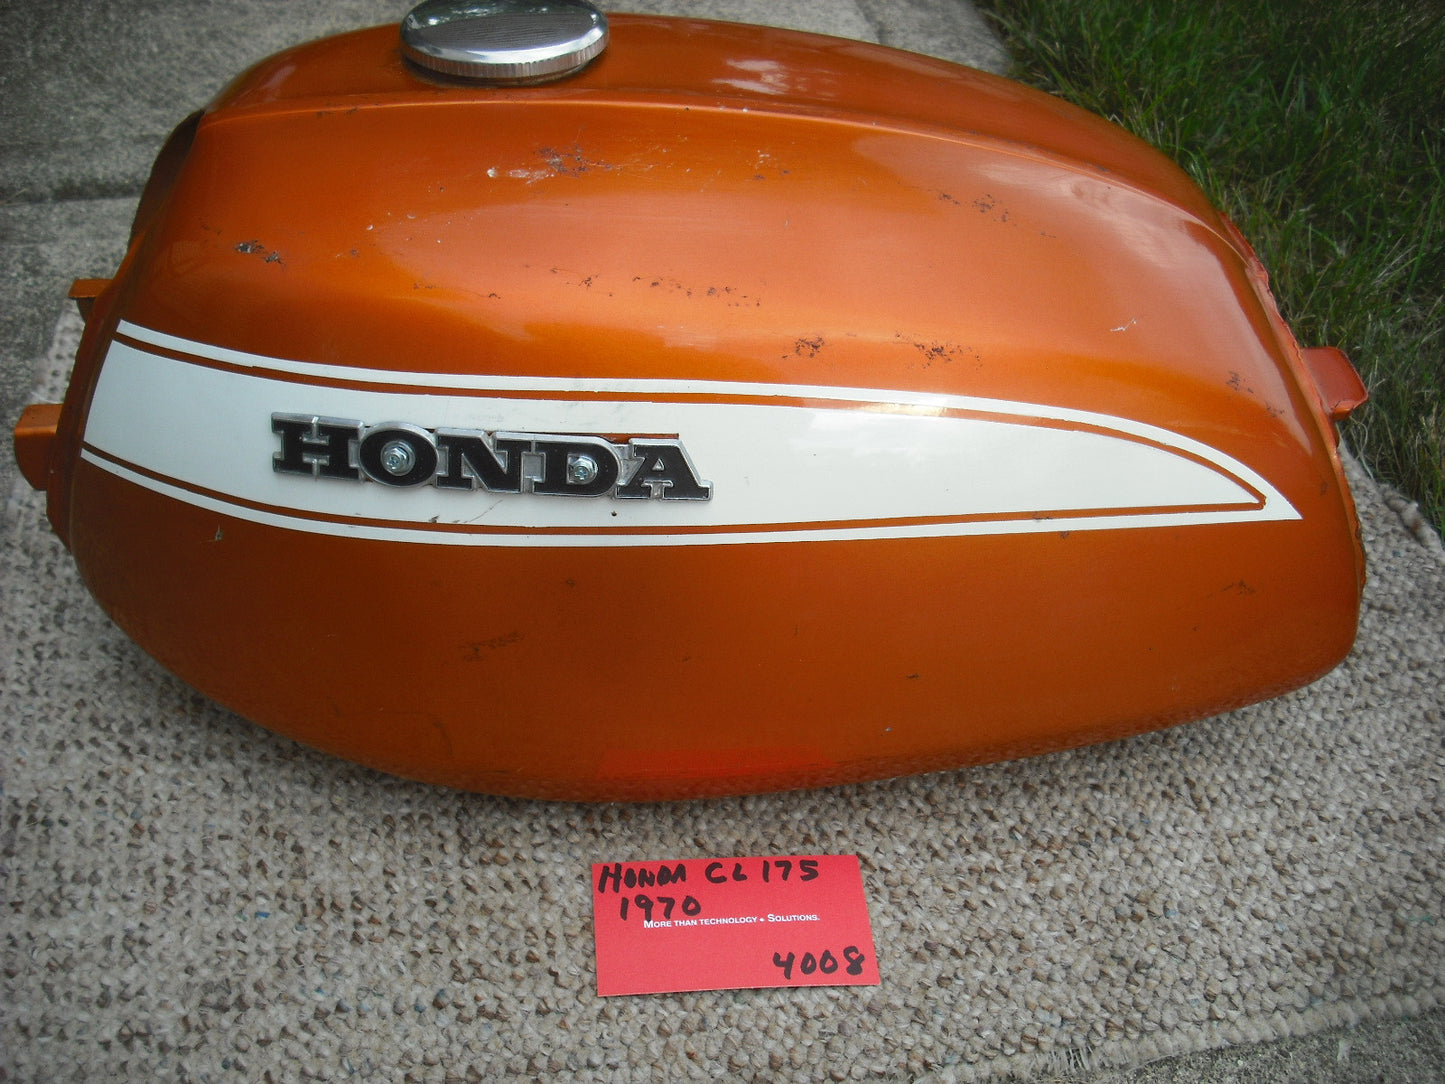 HONDA
HONDA CL 175
1970
MORE THAN TECHNOLOGY • SOLUTIONS.
4008